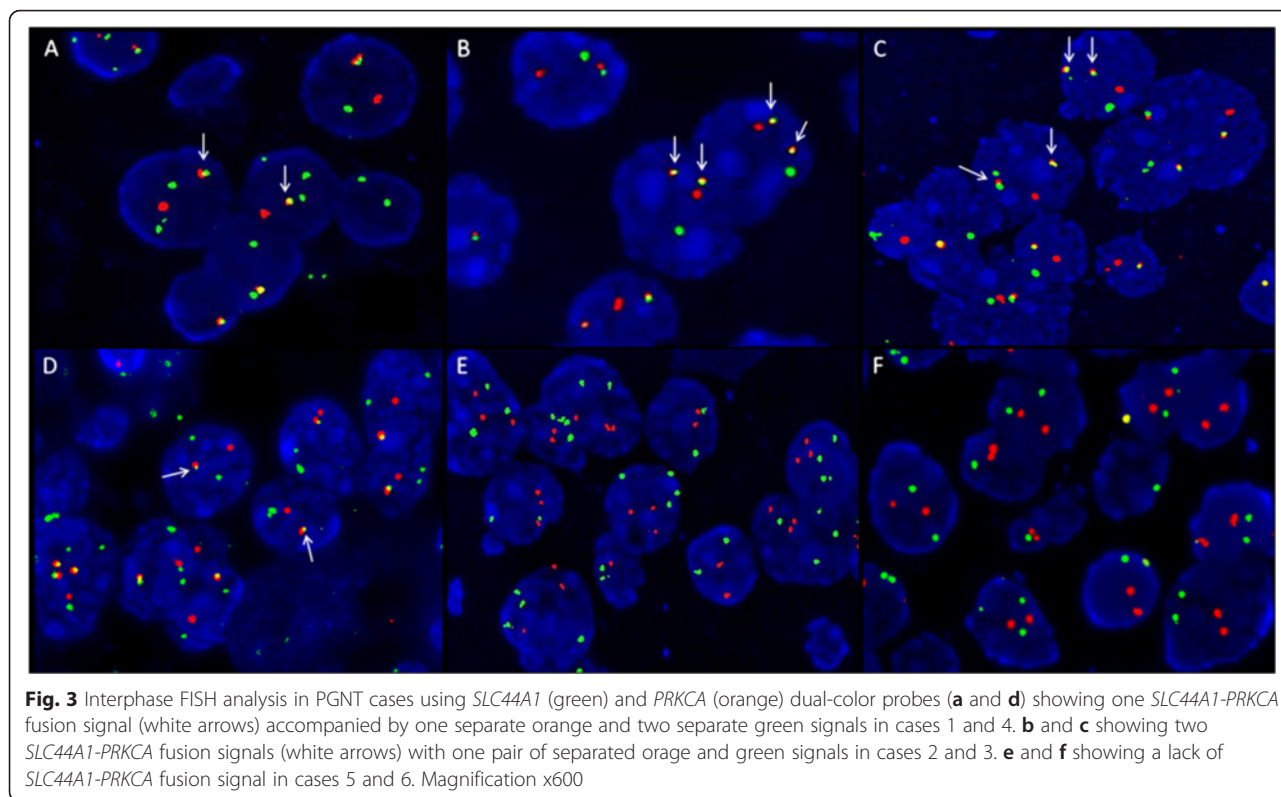 A
B
C
D
E
F
Fig. 3 Interphase FISH analysis in PGNT cases using SLC44A1 (green) and PRKCA (orange) dual-color probes (a and d) showing one SLC44A1-PRKCA
fusion signal (white arrows) accompanied by one separate orange and two separate green signals in cases 1 and 4. b and c showing two
SLC44A1-PRKCA fusion signals (white arrows) with one pair of separated orage and green signals in cases 2 and 3. e and f showing a lack of
SLC44A1-PRKCA fusion signal in cases 5 and 6. Magnification x600